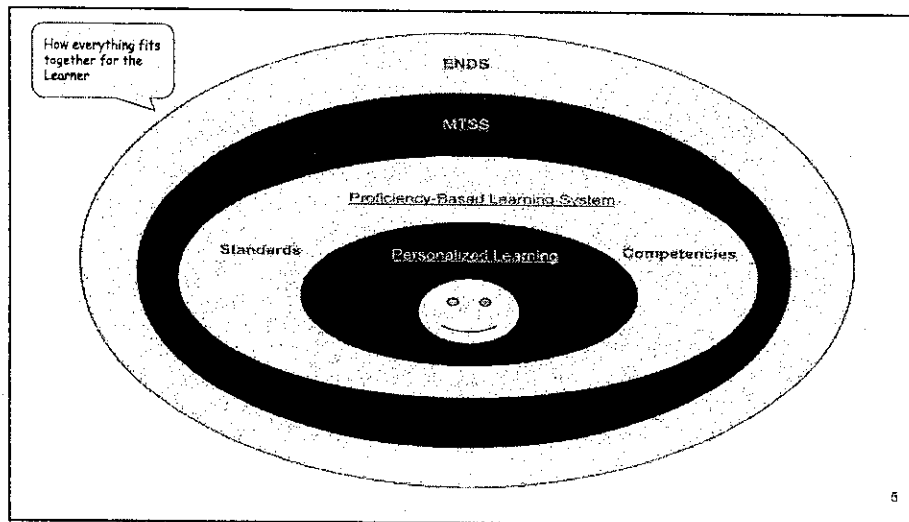 How everything fits
together for the
Learner
ENDS
MTSS
Proficiency-Based Learning System
Standards
Personalized Learning
Competencies
5